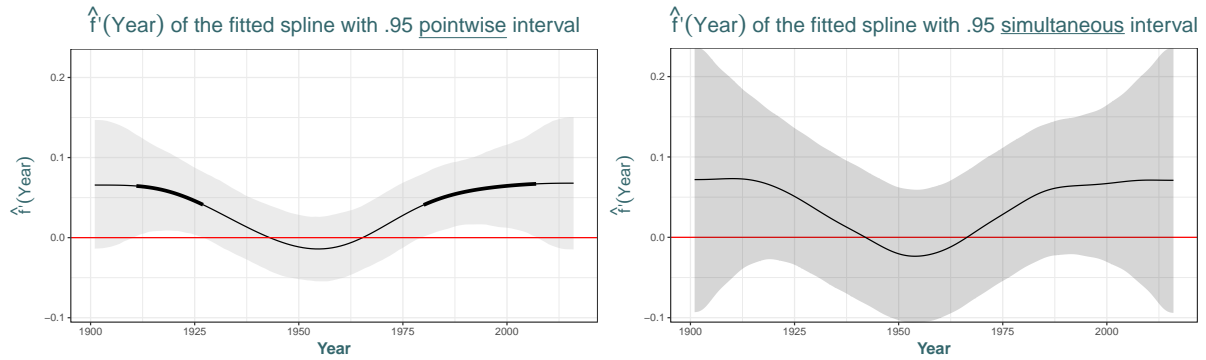 f̂'(Year) of the fitted spline with .95 pointwise interval
f̂'(Year)
0.2
0.1
0.0
−0.1
1900 1925 1950 1975 2000
Year
f̂'(Year) of the fitted spline with .95 simultaneous interval
f̂'(Year)
0.2
0.1
0.0
−0.1
1900 1925 1950 1975 2000
Year